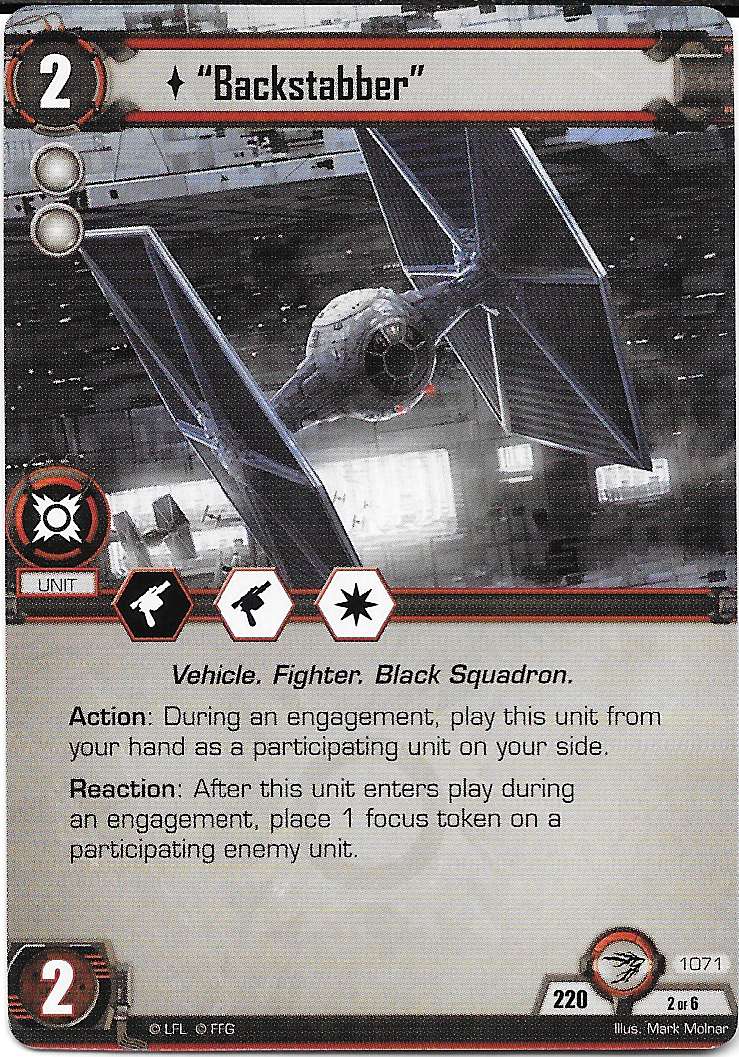 2
"Backstabber"
UNIT
Vehicle. Fighter. Black Squadron.
Action: During an engagement, play this unit from
your hand as a participating unit on your side.
Reaction: After this unit enters play during
an engagement, place 1 focus token on a
participating enemy unit.
2
1071
220
2 OF 6
© LFL © FFG
Illus. Mark Molnar